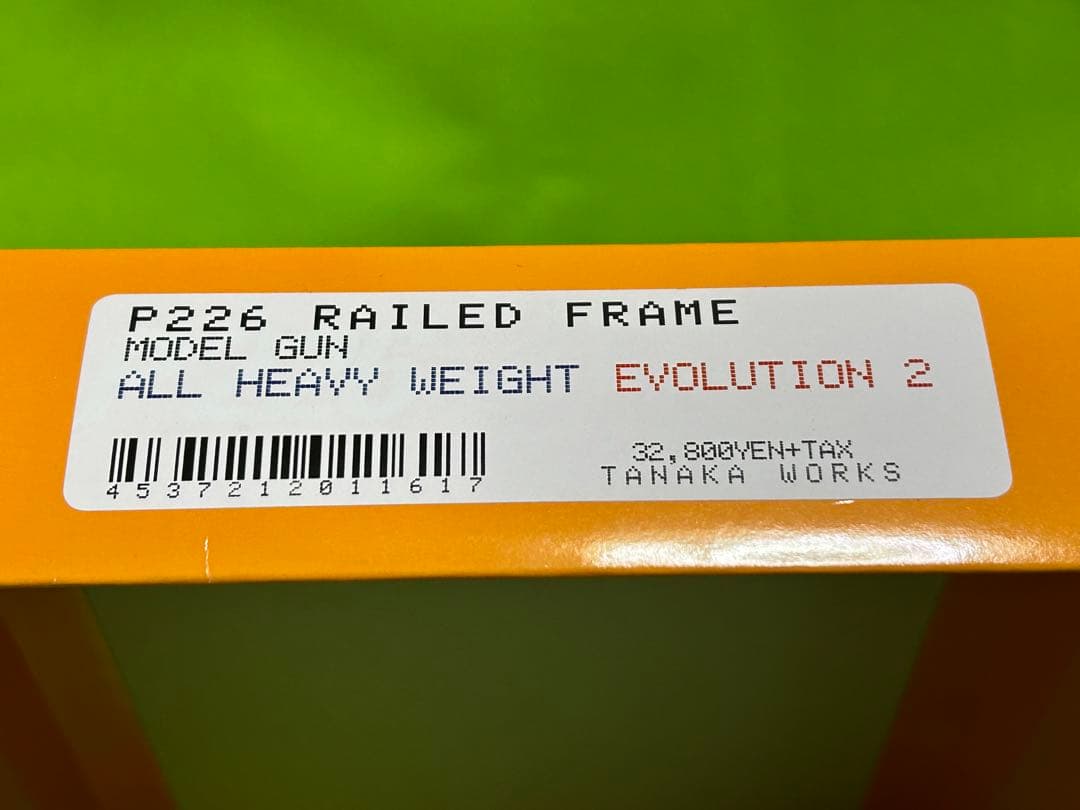 P226 RAILED FRAME
MODEL GUN
ALL HEAVY WEIGHT EVOLUTION 2
4537212011617
32,800YEN+TAX
TANAKA WORKS